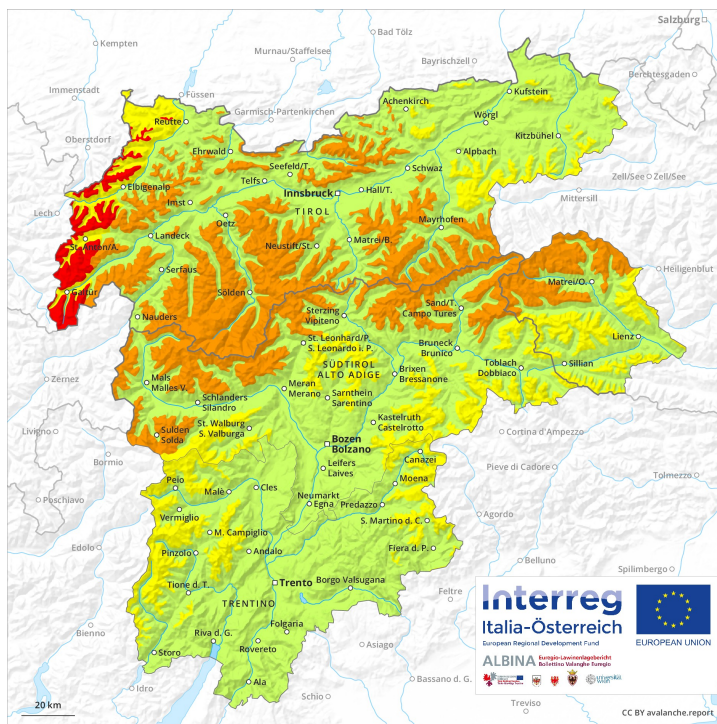 Salzburg
Kempten
Bad Tölz
Murnau/Staffelsee
Bayrischzell
Berchtesgaden
Immenstadt
Füssen
Garmisch-Partenkirchen
Achenkirch
Kufstein
Reutte
Wörgl
Oberstdorf
Ehrwald
Kitzbühel
Seefeld/T.
Alpbach
Telfs
Schwaz
Zell/See
Zell/See
Elbigenalp
Innsbruck
Hall/T.
Mittersill
Imst
TIROL
Lech
Oetz
Mayrhofen
St. Anton/A.
Landeck
Neustift/St.
Matrei/B.
Serfaus
Heiligenblut
Galtür
Sölden
Matrei/O.
Nauders
Sterzing
Vipiteno
Sand/T.
Campo Tures
St. Leonhard/P.
S. Leonardo i. P.
Bruneck
Brunico
Lienz
SÜDTIROL
ALTO ADIGE
Brixen
Bressanone
Toblach
Dobbiaco
Sillian
Zernez
Mals
Malles V.
Meran
Merano
Sarnthein
Sarentino
Schlanders
Silandro
St. Walburg
S. Valburga
Kastelruth
Castelrotto
Livigno
Sulden
Solda
Bozen
Bolzano
Cortina d'Ampezzo
Bormio
Leifers
Laives
Canazei
Pieve di Cadore
Tolmezzo
Poschiavo
Peio
Malè
Cles
Neumarkt
Egna
Predazzo
Moena
Vermiglio
Agordo
M. Campiglio
S. Martino d. C.
Edolo
Pinzolo
Andalo
Fiera d. P.
Belluno
Spilimbergo
Tione d. T.
Trento
Borgo Valsugana
Feltre
TRENTINO
Folgaria
Bienno
Riva d. G.
Rovereto
Asiago
Storo
Idro
Ala
Schio
Bassano d. G.
Treviso
20 km
Interreg
Italia-Österreich
European Regional Development Fund
EUROPEAN UNION
ALBINA
Euregio-Lawinenlagebericht
Bollettino Valanghe Euregio
CC BY avalanche.report